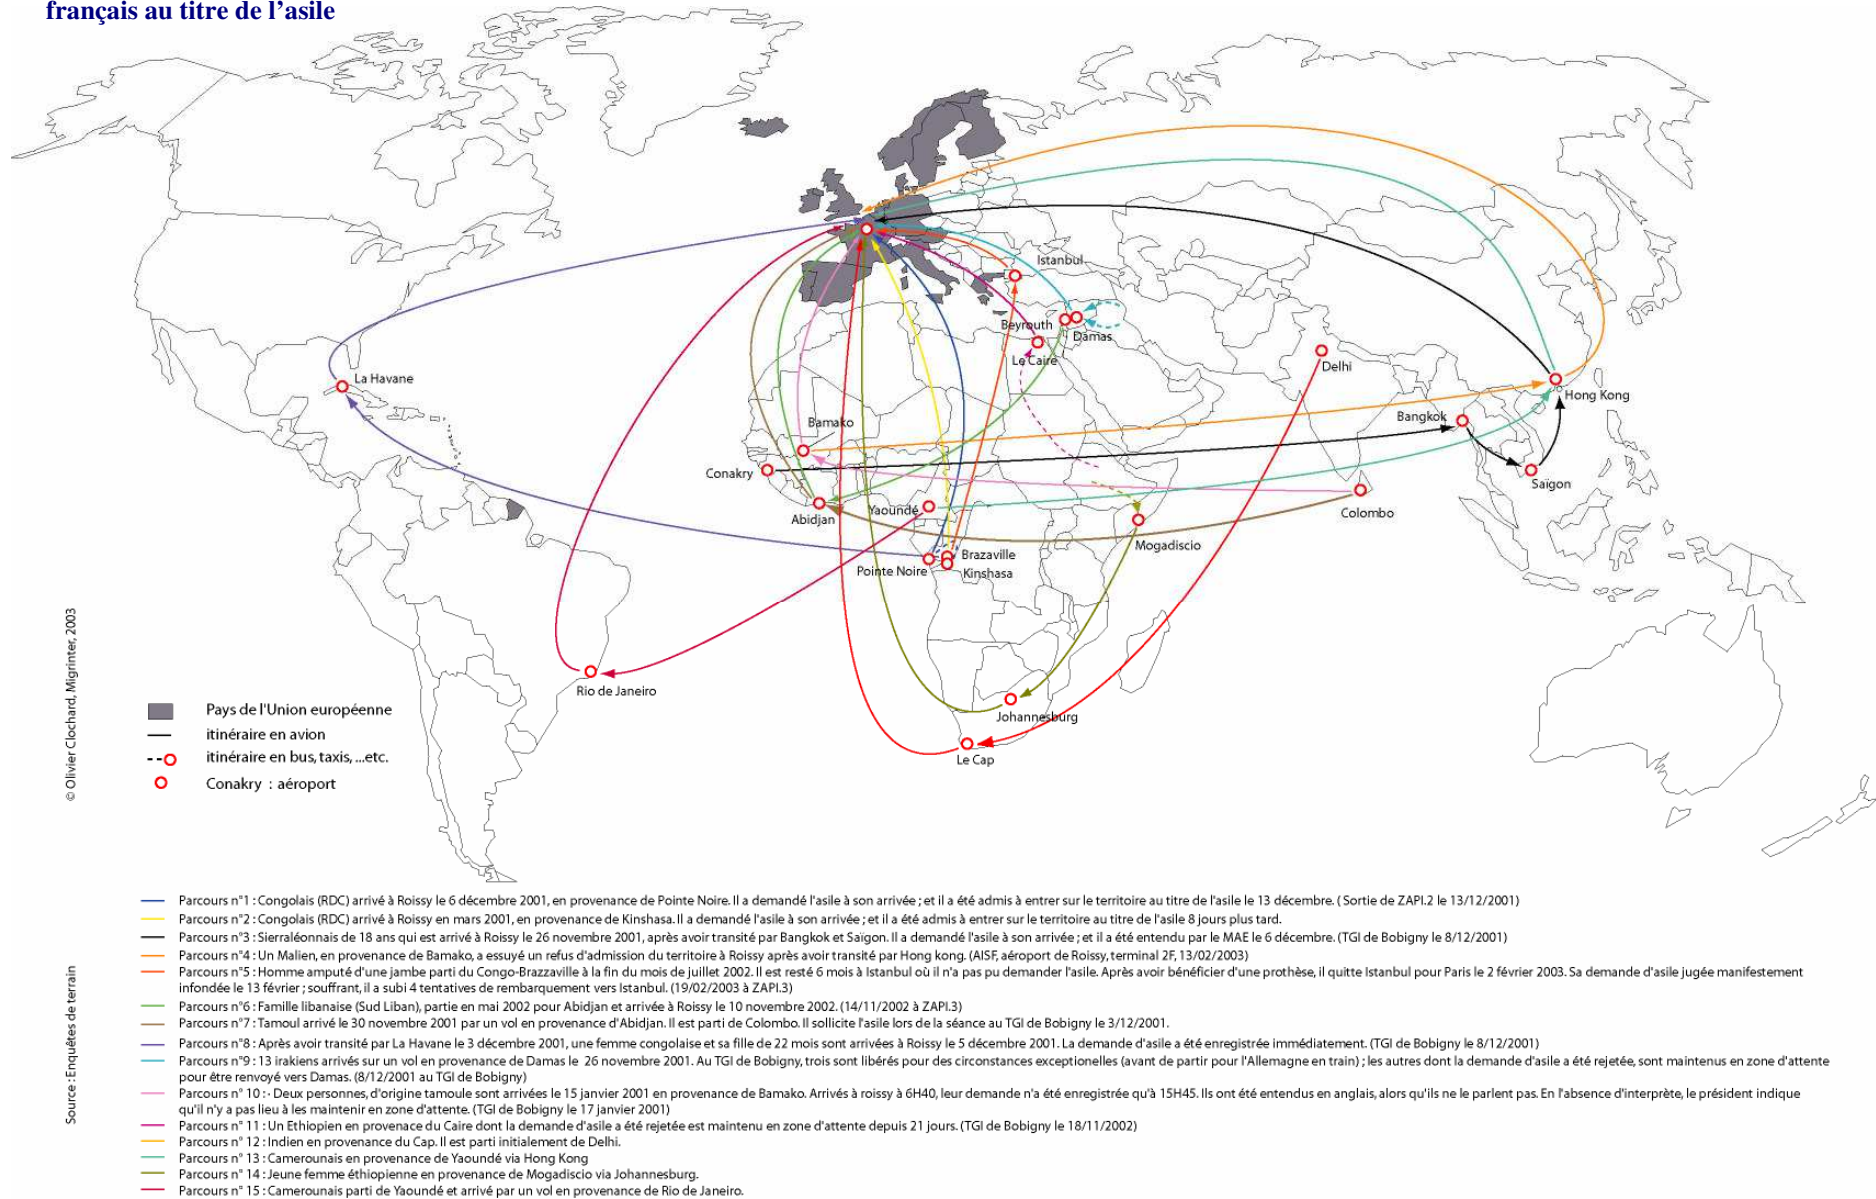 français au titre de l'asile
Istanbul
Beyrouth
Damas
Le Caire
Delhi
La Havane
Hong Kong
Bangkok
Bamako
Conakry
Saïgon
Abidjan
Yaoundé
Colombo
Mogadiscio
Brazaville
Pointe Noire
Kinshasa
Rio de Janeiro
Johannesburg
Le Cap
Pays de l'Union européenne
itinéraire en avion
itinéraire en bus, taxis, ...etc.
Conakry : aéroport
© Olivier Clochard, Migrinter, 2003
Source : Enquêtes de terrain
Parcours n°1 : Congolais (RDC) arrivé à Roissy le 6 décembre 2001, en provenance de Pointe Noire. Il a demandé l'asile à son arrivée ; et il a été admis à entrer sur le territoire au titre de l'asile le 13 décembre. ( Sortie de ZAPI.2 le 13/12/2001)
Parcours n°2 : Congolais (RDC) arrivé à Roissy en mars 2001, en provenance de Kinshasa. Il a demandé l'asile à son arrivée ; et il a été admis à entrer sur le territoire au titre de l'asile 8 jours plus tard.
Parcours n°3 : Sierraléonnais de 18 ans qui est arrivé à Roissy le 26 novembre 2001, après avoir transité par Bangkok et Saïgon. Il a demandé l'asile à son arrivée ; et il a été entendu par le MAE le 6 décembre. (TGI de Bobigny le 8/12/2001)
Parcours n°4 : Un Malien, en provenance de Bamako, a essuyé un refus d'admission du territoire à Roissy après avoir transité par Hong kong. (AISF, aéroport de Roissy, terminal 2F, 13/02/2003)
Parcours n°5 : Homme amputé d'une jambe parti du Congo-Brazzaville à la fin du mois de juillet 2002. Il est resté 6 mois à Istanbul où il n'a pas pu demander l'asile. Après avoir bénéficier d'une prothèse, il quitte Istanbul pour Paris le 2 février 2003. Sa demande d'asile jugée manifestement
infondée le 13 février ; souffrant, il a subi 4 tentatives de rembarquement vers Istanbul. (19/02/2003 à ZAPI.3)
Parcours n°6 : Famille libanaise (Sud Liban), partie en mai 2002 pour Abidjan et arrivée à Roissy le 10 novembre 2002. (14/11/2002 à ZAPI.3)
Parcours n°7 : Tamoul arrivé le 30 novembre 2001 par un vol en provenance d'Abidjan. Il est parti de Colombo. Il sollicite l'asile lors de la séance au TGI de Bobigny le 3/12/2001.
Parcours n°8 : Après avoir transité par La Havane le 3 décembre 2001, une femme congolaise et sa fille de 22 mois sont arrivées à Roissy le 5 décembre 2001. La demande d'asile a été enregistrée immédiatement. (TGI de Bobigny le 8/12/2001)
Parcours n°9 : 13 irakiens arrivés sur un vol en provenance de Damas le 26 novembre 2001. Au TGI de Bobigny, trois sont libérés pour des circonstances exceptionelles (avant de partir pour l'Allemagne en train) ; les autres dont la demande d'asile a été rejetée, sont maintenus en zone d'attente
pour être renvoyé vers Damas. (8/12/2001 au TGI de Bobigny)
Parcours n° 10 : · Deux personnes, d'origine tamoule sont arrivées le 15 janvier 2001 en provenance de Bamako. Arrivés à roissy à 6H40, leur demande n'a été enregistrée qu'à 15H45. Ils ont été entendus en anglais, alors qu'ils ne le parlent pas. En l'absence d'interprète, le président indique
qu'il n'y a pas lieu à les maintenir en zone d'attente. (TGI de Bobigny le 17 janvier 2001)
Parcours n° 11 : Un Ethiopien en provenace du Caire dont la demande d'asile a été rejetée est maintenu en zone d'attente depuis 21 jours. (TGI de Bobigny le 18/11/2002)
Parcours n° 12 : Indien en provenance du Cap. Il est parti initialement de Delhi.
Parcours n° 13 : Camerounais en provenance de Yaoundé via Hong Kong
Parcours n° 14 : Jeune femme éthiopienne en provenance de Mogadiscio via Johannesburg.
Parcours n° 15 : Camerounais parti de Yaoundé et arrivé par un vol en provenance de Rio de Janeiro.